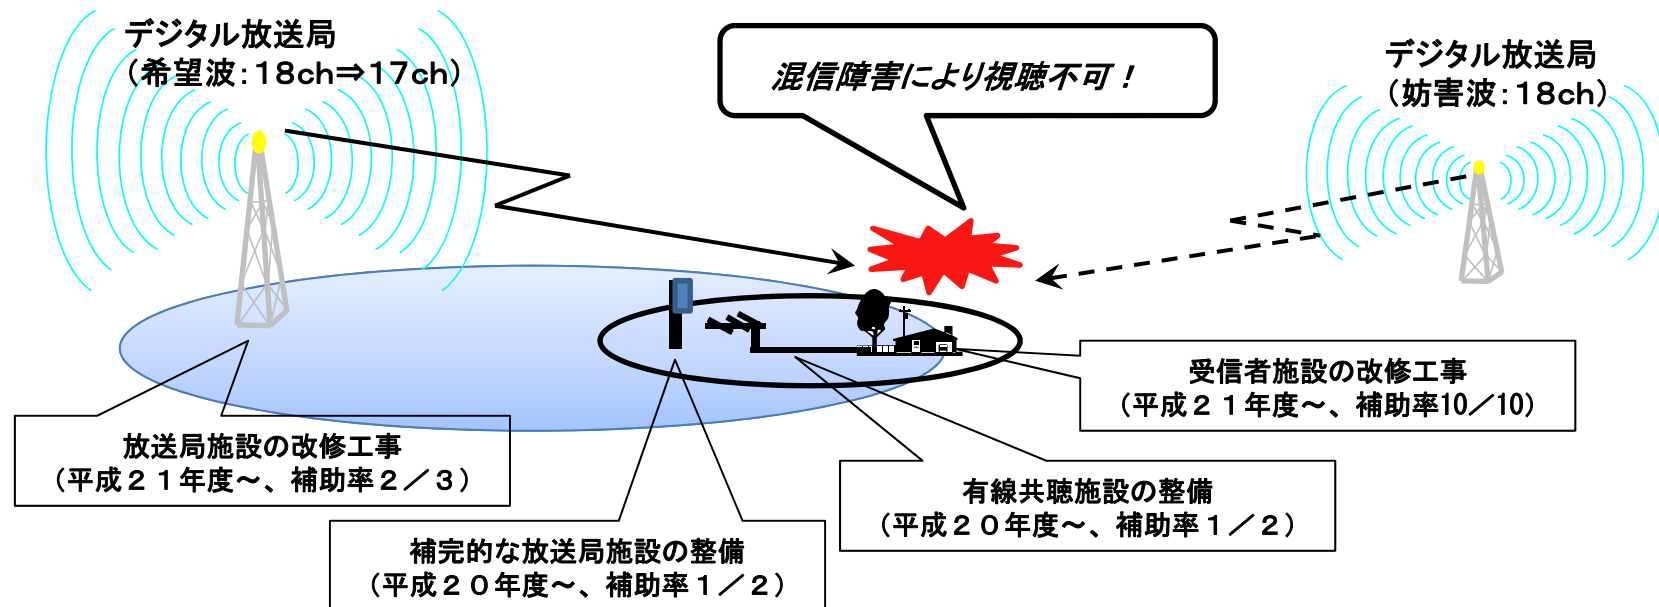 デジタル放送局
（希望波：18ch⇒17ch）
混信障害により視聴不可！
デジタル放送局
（妨害波：18ch）
受信者施設の改修工事
（平成２１年度～、補助率10／10）
放送局施設の改修工事
（平成２１年度～、補助率２／３）
有線共聴施設の整備
（平成２０年度～、補助率１／２）
補完的な放送局施設の整備
（平成２０年度～、補助率１／２）